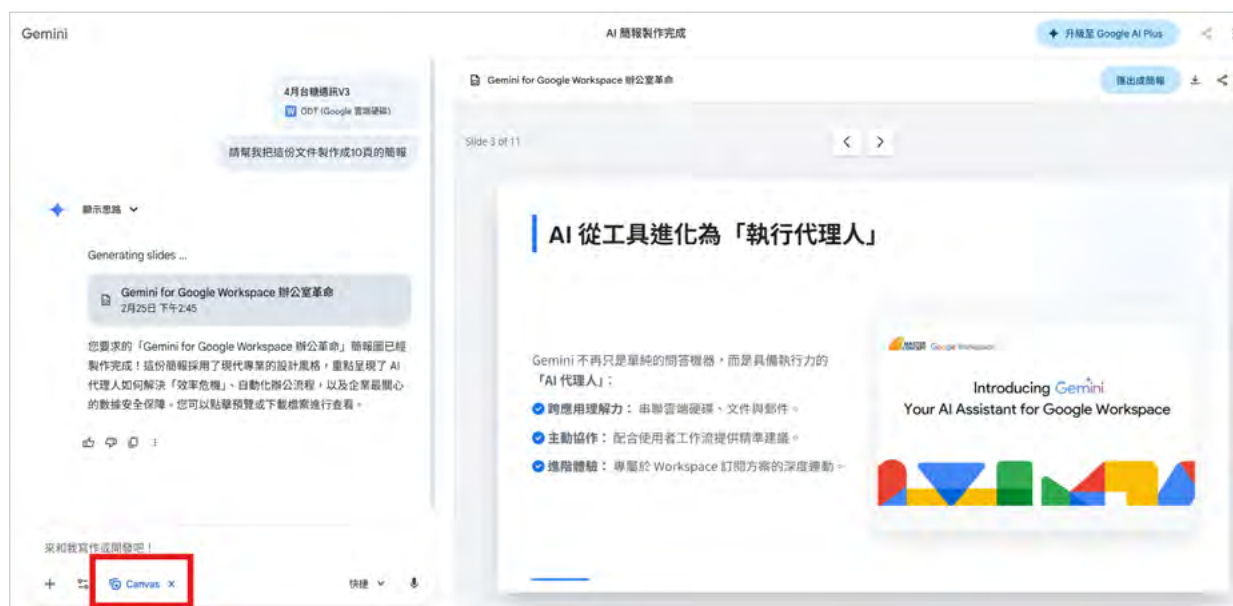 Gemini
AI 簡報製作完成
升級至 Google AI Plus
4月台糖通訊V3
ODT (Google 雲端硬碟)
請幫我把這份文件製作成10頁的簡報
顯示思路
Generating slides ...
Gemini for Google Workspace 辦公室革命
2月25日 下午2:45
您要求的「Gemini for Google Workspace 辦公革命」簡報圖已經
製作完成！這份簡報採用了現代專業的設計風格，重點呈現了 AI
代理人如何解決「效率危機」、自動化辦公流程，以及企業最關心
的數據安全保障。您可以點擊預覽或下載檔案進行查看。
來和我寫作或開發吧！
Canvas
快捷
Gemini for Google Workspace 辦公室革命
匯出成簡報
Slide 3 of 11
AI 從工具進化為「執行代理人」
Gemini 不再只是單純的問答機器，而是具備執行力的
「AI 代理人」：
跨應用理解力： 串聯雲端硬碟、文件與郵件。
主動協作： 配合使用者工作流提供精準建議。
進階體驗： 專屬於 Workspace 訂閱方案的深度連動。
Google Workspace
Introducing Gemini
Your AI Assistant for Google Workspace